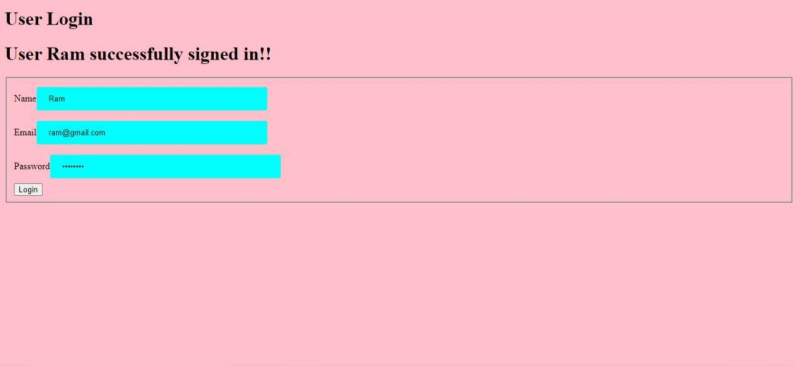 User Login
User Ram successfully signed in!!
Name Ram
Email ram@gmail.com
Password ••••••••
Login